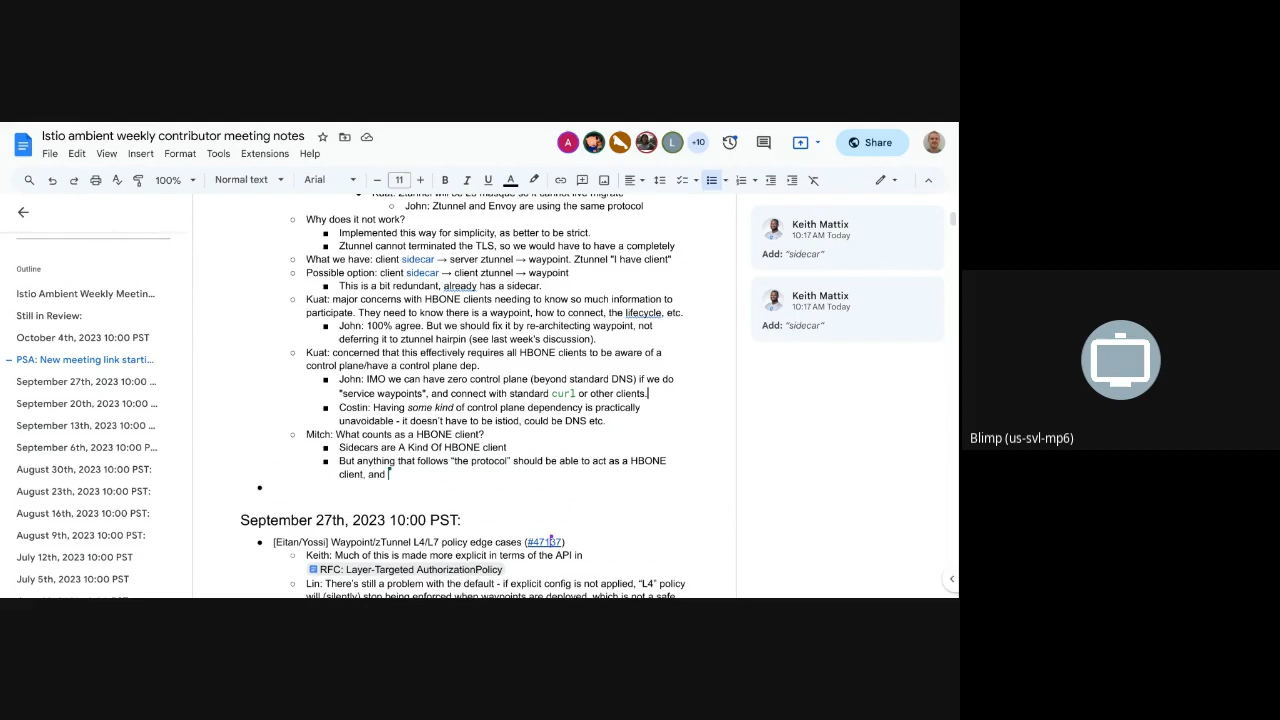 Istio ambient weekly contributor meeting notes
File Edit View Insert Format Tools Extensions Help
A L +10 Share
100% Normal text Arial 11 B I U A
Outline
Istio Ambient Weekly Meetin...
Still in Review:
October 4th, 2023 10:00 PST
PSA: New meeting link starti...
September 27th, 2023 10:00 ...
September 20th, 2023 10:00 ...
September 13th, 2023 10:00 ...
September 6th, 2023 10:00 P...
August 30th, 2023 10:00 PST:
August 23rd, 2023 10:00 PST:
August 16th, 2023 10:00 PST:
August 9th, 2023 10:00 PST:
July 12th, 2023 10:00 PST
July 5th, 2023 10:00 PST
John: Ztunnel and Envoy are using the same protocol
Why does it not work?
Implemented this way for simplicity, as better to be strict.
Ztunnel cannot terminated the TLS, so we would have to have a completely
What we have: client sidecar → server ztunnel → waypoint. Ztunnel "I have client"
Possible option: client sidecar → client ztunnel → waypoint
This is a bit redundant, already has a sidecar.
Kuat: major concerns with HBONE clients needing to know so much information to
participate. They need to know there is a waypoint, how to connect, the lifecycle, etc.
John: 100% agree. But we should fix it by re-architecting waypoint, not
deferring it to ztunnel hairpin (see last week's discussion).
Kuat: concerned that this effectively requires all HBONE clients to be aware of a
control plane/have a control plane dep.
John: IMO we can have zero control plane (beyond standard DNS) if we do
"service waypoints", and connect with standard curl or other clients.
Costin: Having some kind of control plane dependency is practically
unavoidable - it doesn't have to be istiod, could be DNS etc.
Mitch: What counts as a HBONE client?
Sidecars are A Kind Of HBONE client
But anything that follows “the protocol” should be able to act as a HBONE
client, and
September 27th, 2023 10:00 PST:
[Eitan/Yossi] Waypoint/zTunnel L4/L7 policy edge cases (#47137)
Keith: Much of this is made more explicit in terms of the API in
RFC: Layer-Targeted AuthorizationPolicy
Lin: There's still a problem with the default - if explicit config is not applied, “L4” policy
will (silently) stop being enforced when waypoints are deployed, which is not a safe
Keith Mattix
10:17 AM Today
Add: “sidecar”
Keith Mattix
10:17 AM Today
Add: “sidecar”
Blimp (us-svl-mp6)